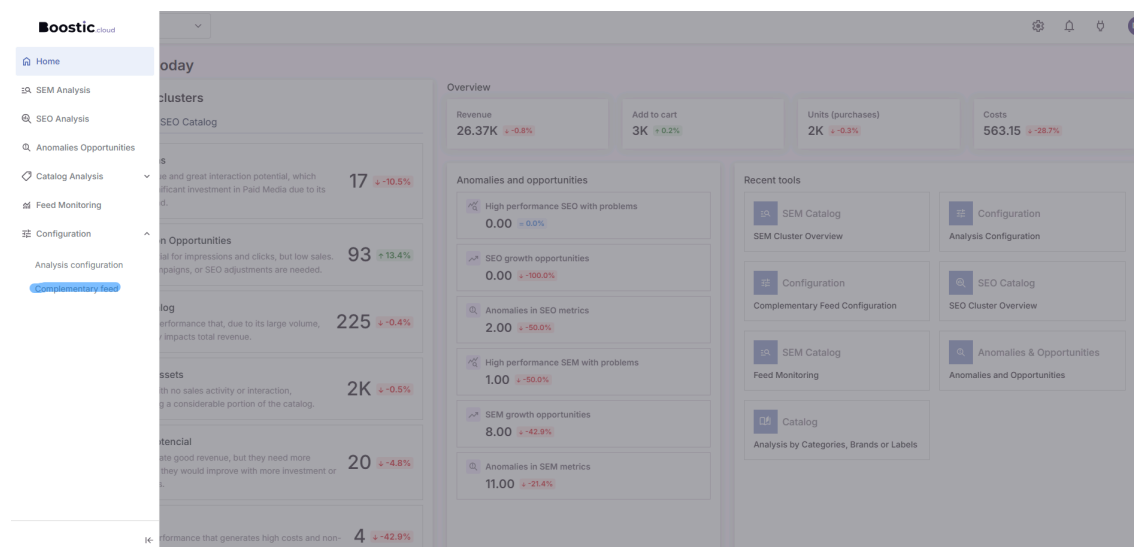 Boostic.cloud
Home
SEM Analysis
SEO Analysis
Anomalies Opportunities
Catalog Analysis
Feed Monitoring
Configuration
Analysis configuration
Complementary feed
oday
clusters
SEO Catalog
ue and great interaction potential, which
ificant investment in Paid Media due to its
17 -10.5%
n Opportunities
ial for impressions and clicks, but low sales.
mpaigns, or SEO adjustments are needed.
93 13.4%
log
erformance that, due to its large volume,
y impacts total revenue.
225 -0.4%
ssets
th no sales activity or interaction,
g a considerable portion of the catalog.
2K -0.5%
otencial
ate good revenue, but they need more
they would improve with more investment or
20 -4.8%
rformance that generates high costs and non-
4 -42.9%
Overview
Revenue
26.37K -0.8%
Add to cart
3K 0.2%
Units (purchases)
2K -0.3%
Costs
563.15 -28.7%
Anomalies and opportunities
High performance SEO with problems
0.00 = 0.0%
SEO growth opportunities
0.00 -100.0%
Anomalies in SEO metrics
2.00 -50.0%
High performance SEM with problems
1.00 -50.0%
SEM growth opportunities
8.00 -42.9%
Anomalies in SEM metrics
11.00 -21.4%
Recent tools
SEM Catalog
SEM Cluster Overview
Configuration
Analysis Configuration
Configuration
Complementary Feed Configuration
SEO Catalog
SEO Cluster Overview
SEM Catalog
Feed Monitoring
Anomalies & Opportunities
Anomalies and Opportunities
Catalog
Analysis by Categories, Brands or Labels